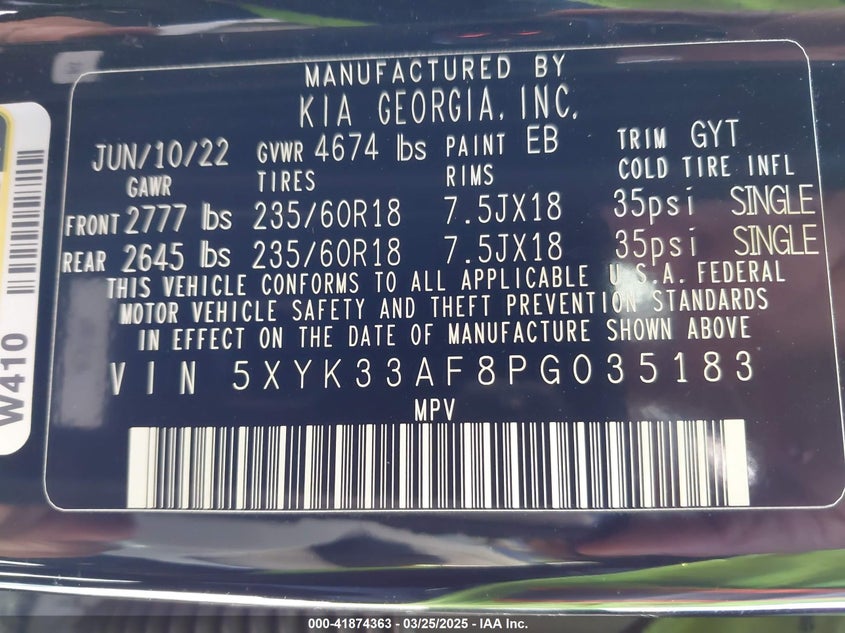 MANUFACTURED BY
KIA GEORGIA, INC.
JUN/10/22 GVWR 4674 lbs PAINT EB TRIM GYT
GAWR TIRES RIMS COLD TIRE INFL
FRONT 2777 lbs 235/60R18 7.5JX18 35psi SINGLE
REAR 2645 lbs 235/60R18 7.5JX18 35psi SINGLE
THIS VEHICLE CONFORMS TO ALL APPLICABLE U.S.A. FEDERAL
MOTOR VEHICLE SAFETY AND THEFT PREVENTION STANDARDS
IN EFFECT ON THE DATE OF MANUFACTURE SHOWN ABOVE
VIN 5XYK33AF8PG035183
MPV
W410
000-41874363 - 03/25/2025 - IAA Inc.